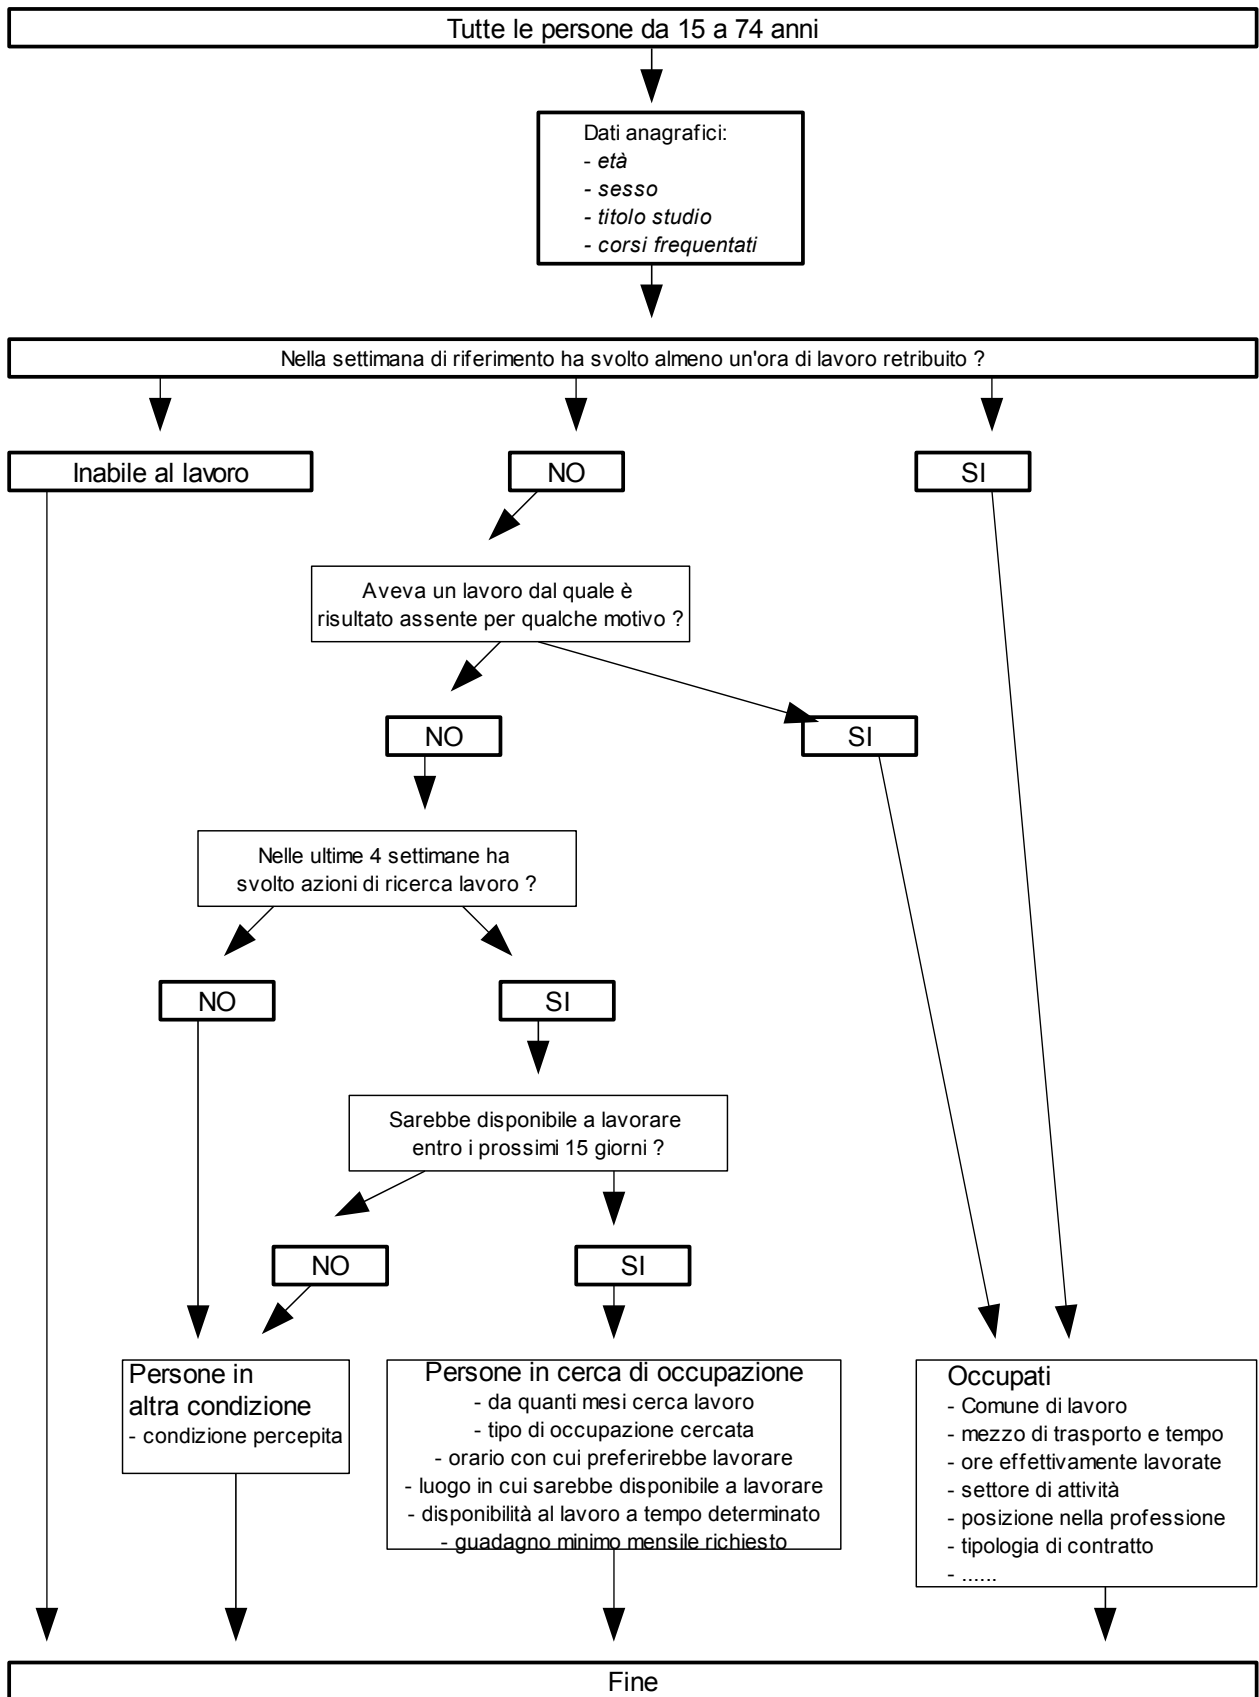 Tutte le persone da 15 a 74 anni
Dati anagrafici:
- età
- sesso
- titolo studio
- corsi frequentati
Nella settimana di riferimento ha svolto almeno un'ora di lavoro retribuito ?
Inabile al lavoro
NO
SI
Aveva un lavoro dal quale è
risultato assente per qualche motivo ?
NO
SI
Nelle ultime 4 settimane ha
svolto azioni di ricerca lavoro ?
NO
SI
Sarebbe disponibile a lavorare
entro i prossimi 15 giorni ?
NO
SI
Persone in
altra condizione
- condizione percepita
Persone in cerca di occupazione
- da quanti mesi cerca lavoro
- tipo di occupazione cercata
- orario con cui preferirebbe lavorare
- luogo in cui sarebbe disponibile a lavorare
- disponibilità al lavoro a tempo determinato
- guadagno minimo mensile richiesto
Occupati
- Comune di lavoro
- mezzo di trasporto e tempo
- ore effettivamente lavorate
- settore di attività
- posizione nella professione
- tipologia di contratto
- ......
Fine